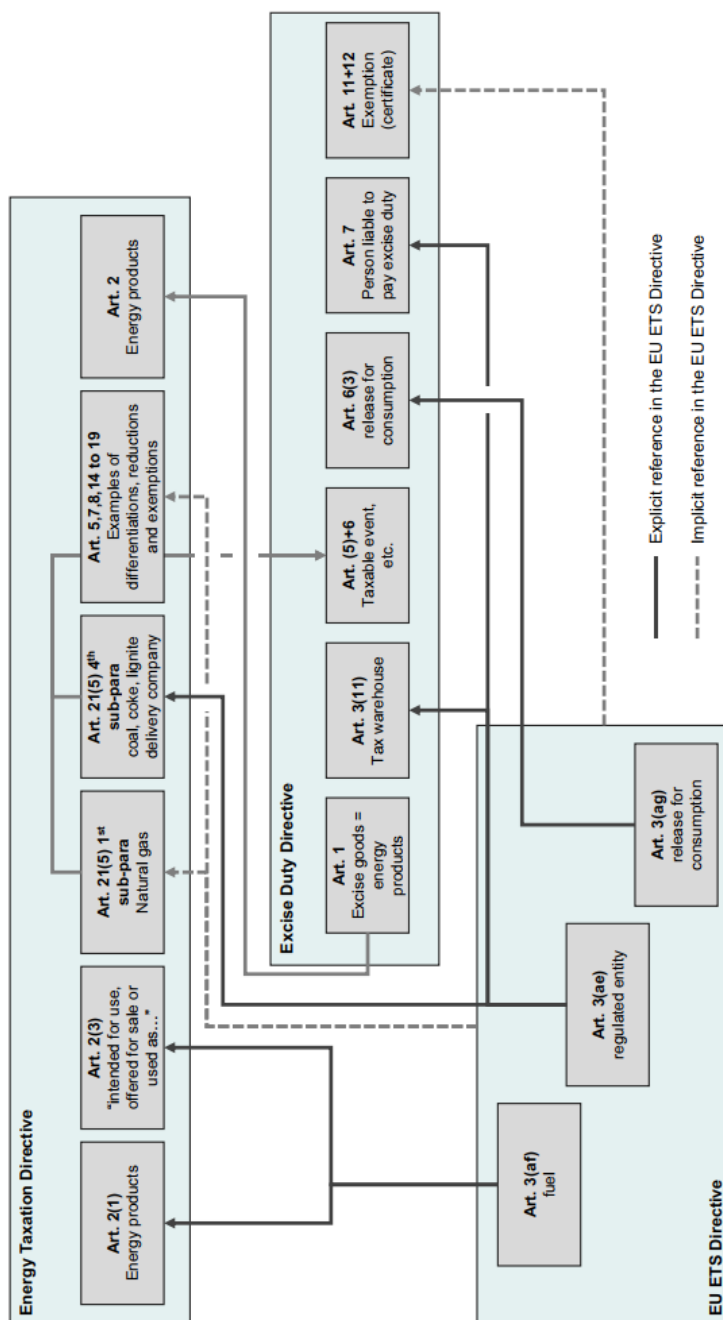 Energy Taxation Directive
Art. 2(1)
Energy products
Art. 2(3)
“intended for use,
offered for sale or
used as…”
Art. 21(5) 1st
sub-para
Natural gas
Art. 21(5) 4th
sub-para
coal, coke, lignite
delivery company
Art. 5,7,8,14 to 19
Examples of
differentiations, reductions
and exemptions
Art. 2
Energy products
Excise Duty Directive
Art. 1
Excise goods =
energy
products
Art. 3(11)
Tax warehouse
Art. (5)+6
Taxable event,
etc.
Art. 6(3)
release for
consumption
Art. 7
Person liable to
pay excise duty
Art. 11+12
Exemption
(certificate)
Art. 3(af)
fuel
Art. 3(ae)
regulated entity
Art. 3(ag)
release for
consumption
EU ETS Directive
Explicit reference in the EU ETS Directive
Implicit reference in the EU ETS Directive